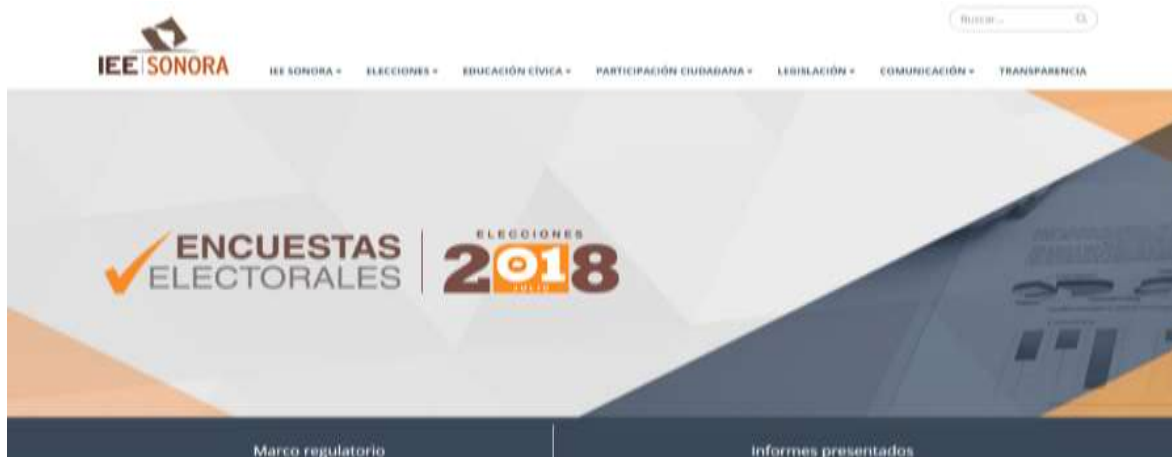 Buscar...
IEE SONORA
IEE SONORA ELECCIONES EDUCACIÓN CÍVICA PARTICIPACIÓN CIUDADANA LEGISLACIÓN COMUNICACIÓN TRANSPARENCIA
ENCUESTAS
ELECTORALES
ELECCIONES
2018
JULIO
Marco regulatorio
Informes presentados